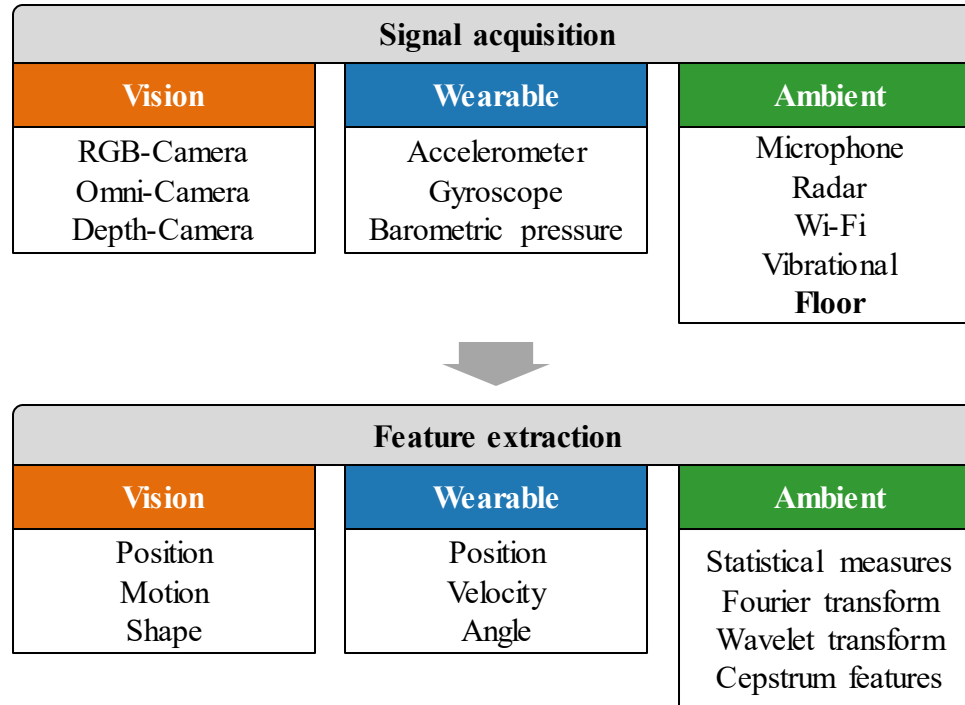 Signal acquisition
Vision
RGB-Camera
Omni-Camera
Depth-Camera
Wearable
Accelerometer
Gyroscope
Barometric pressure
Ambient
Microphone
Radar
Wi-Fi
Vibrational
Floor
Feature extraction
Vision
Position
Motion
Shape
Wearable
Position
Velocity
Angle
Ambient
Statistical measures
Fourier transform
Wavelet transform
Cepstrum features